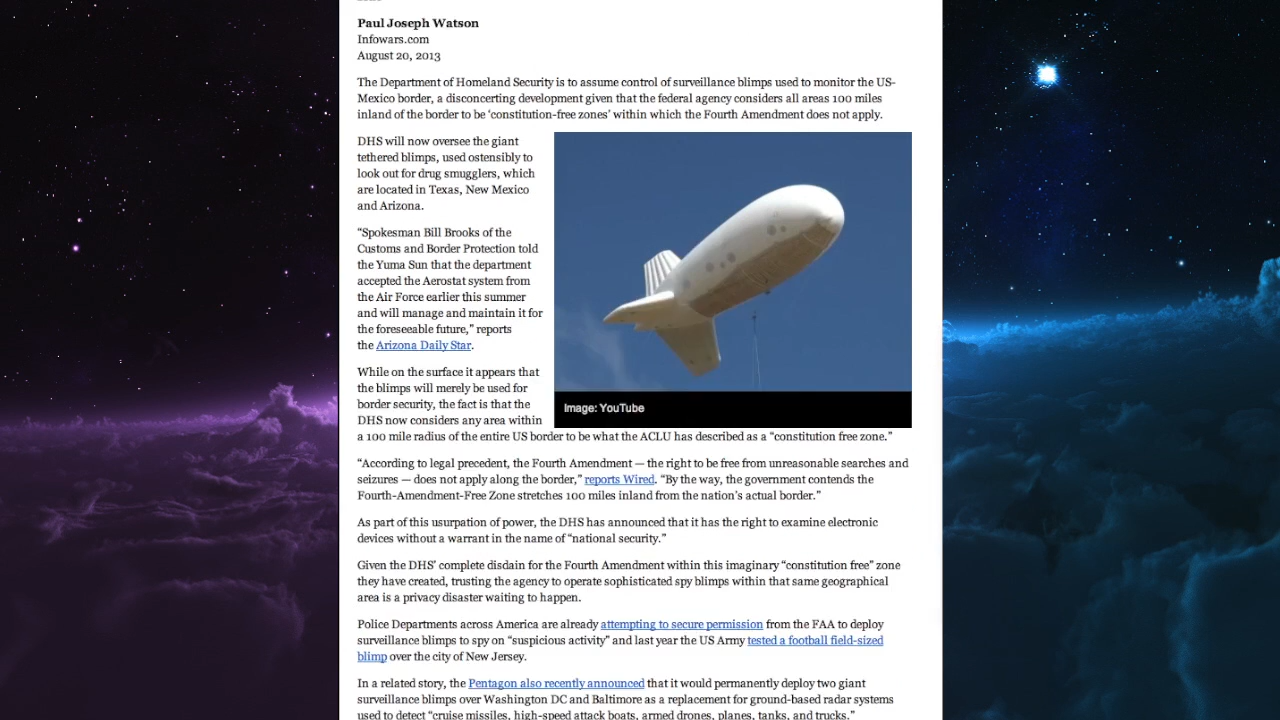 Paul Joseph Watson
Infowars.com
August 20, 2013
The Department of Homeland Security is to assume control of surveillance blimps used to monitor the US-
Mexico border, a disconcerting development given that the federal agency considers all areas 100 miles
inland of the border to be ‘constitution-free zones’ within which the Fourth Amendment does not apply.
DHS will now oversee the giant
tethered blimps, used ostensibly to
look out for drug smugglers, which
are located in Texas, New Mexico
and Arizona.
“Spokesman Bill Brooks of the
Customs and Border Protection told
the Yuma Sun that the department
accepted the Aerostat system from
the Air Force earlier this summer
and will manage and maintain it for
the foreseeable future,” reports
the Arizona Daily Star.
While on the surface it appears that
the blimps will merely be used for
border security, the fact is that the
DHS now considers any area within
Image: YouTube
a 100 mile radius of the entire US border to be what the ACLU has described as a “constitution free zone.”
“According to legal precedent, the Fourth Amendment — the right to be free from unreasonable searches and
seizures — does not apply along the border,” reports Wired. “By the way, the government contends the
Fourth-Amendment-Free Zone stretches 100 miles inland from the nation’s actual border.”
As part of this usurpation of power, the DHS has announced that it has the right to examine electronic
devices without a warrant in the name of “national security.”
Given the DHS’ complete disdain for the Fourth Amendment within this imaginary “constitution free” zone
they have created, trusting the agency to operate sophisticated spy blimps within that same geographical
area is a privacy disaster waiting to happen.
Police Departments across America are already attempting to secure permission from the FAA to deploy
surveillance blimps to spy on “suspicious activity” and last year the US Army tested a football field-sized
blimp over the city of New Jersey.
In a related story, the Pentagon also recently announced that it would permanently deploy two giant
surveillance blimps over Washington DC and Baltimore as a replacement for ground-based radar systems
used to detect “cruise missiles, high-speed attack boats, armed drones, planes, tanks, and trucks.”